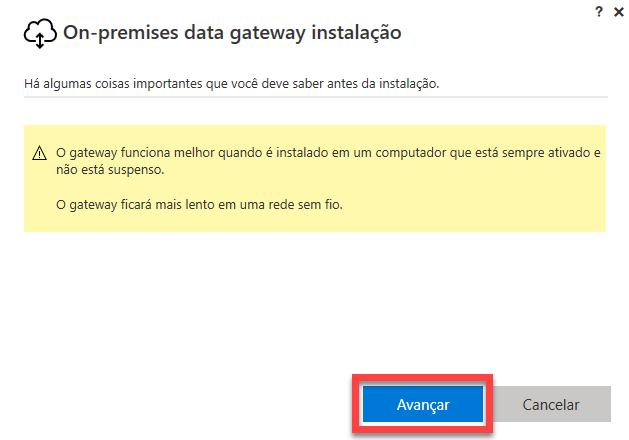 ? ×
On-premises data gateway instalação
Há algumas coisas importantes que você deve saber antes da instalação.
O gateway funciona melhor quando é instalado em um computador que está sempre ativado e
não está suspenso.
O gateway ficará mais lento em uma rede sem fio.
Avançar Cancelar